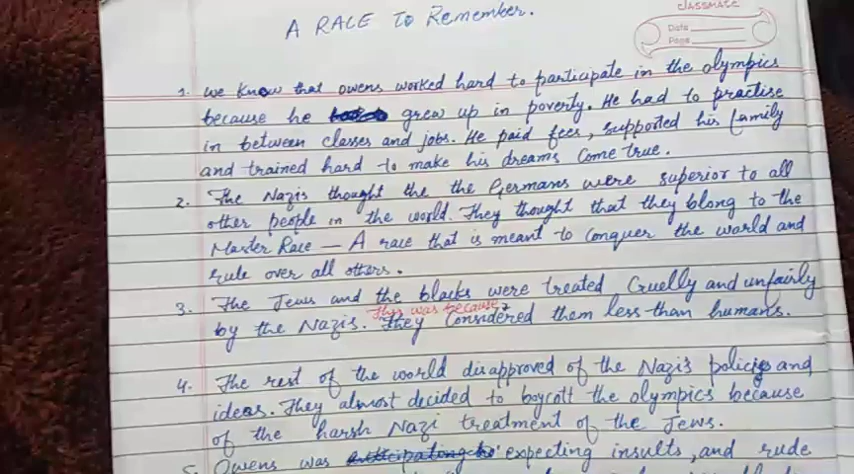 A RACE To Remember.
CLASSMATE
Date
Page
1. We know that owens worked hard to participate in the olympics
because he grew up in poverty. He had to practise
in between classes and jobs. He paid fees, supported his family
and trained hard to make his dreams come true.
2. The Nazis thought the the Germans were superior to all
other people in the world. They thought that they blong to the
Master Race – A race that is meant to conquer the world and
rule over all others.
3. The Jews and the blacks were treated Cruelly and unfairly
This was because
by the Nazis. They considered them less than humans.
4. The rest of the world disapproved of the Nazi's policies and
ideas. They almost decided to boycott the olympics because
of the harsh Nazi treatment of the Jews.
5. Owens was expecting insults, and rude